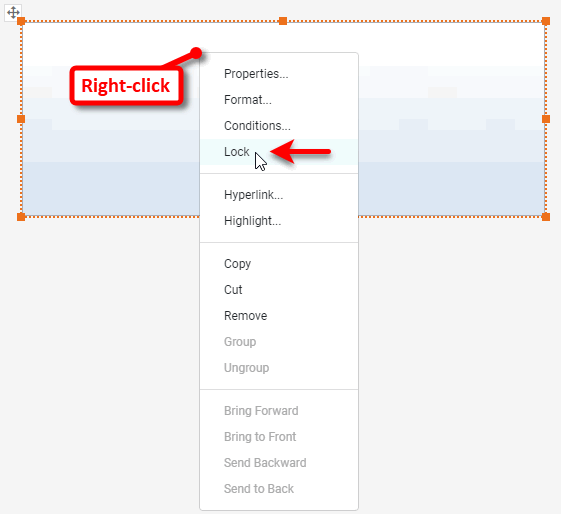 Right-click
Properties...
Format...
Conditions...
Lock
Hyperlink...
Highlight...
Copy
Cut
Remove
Group
Ungroup
Bring Forward
Bring to Front
Send Backward
Send to Back